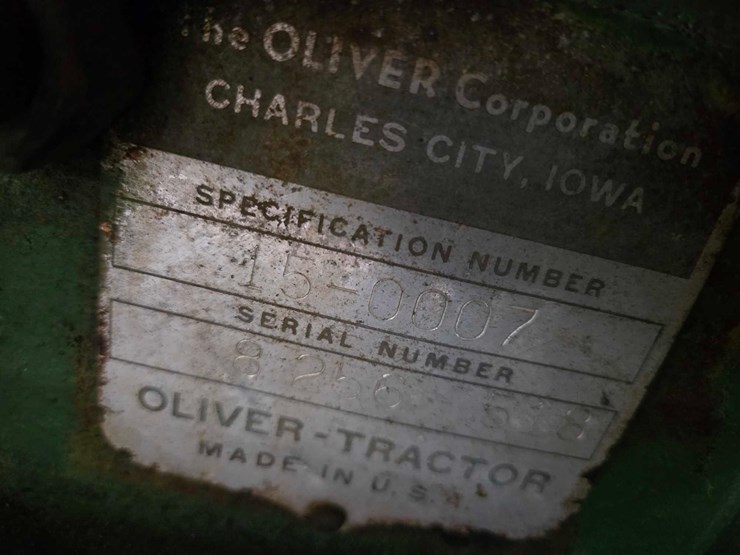 The OLIVER Corporation
CHARLES CITY, IOWA
SPECIFICATION NUMBER
15-0007
SERIAL NUMBER
OLIVER-TRACTOR
MADE IN U.S.A.